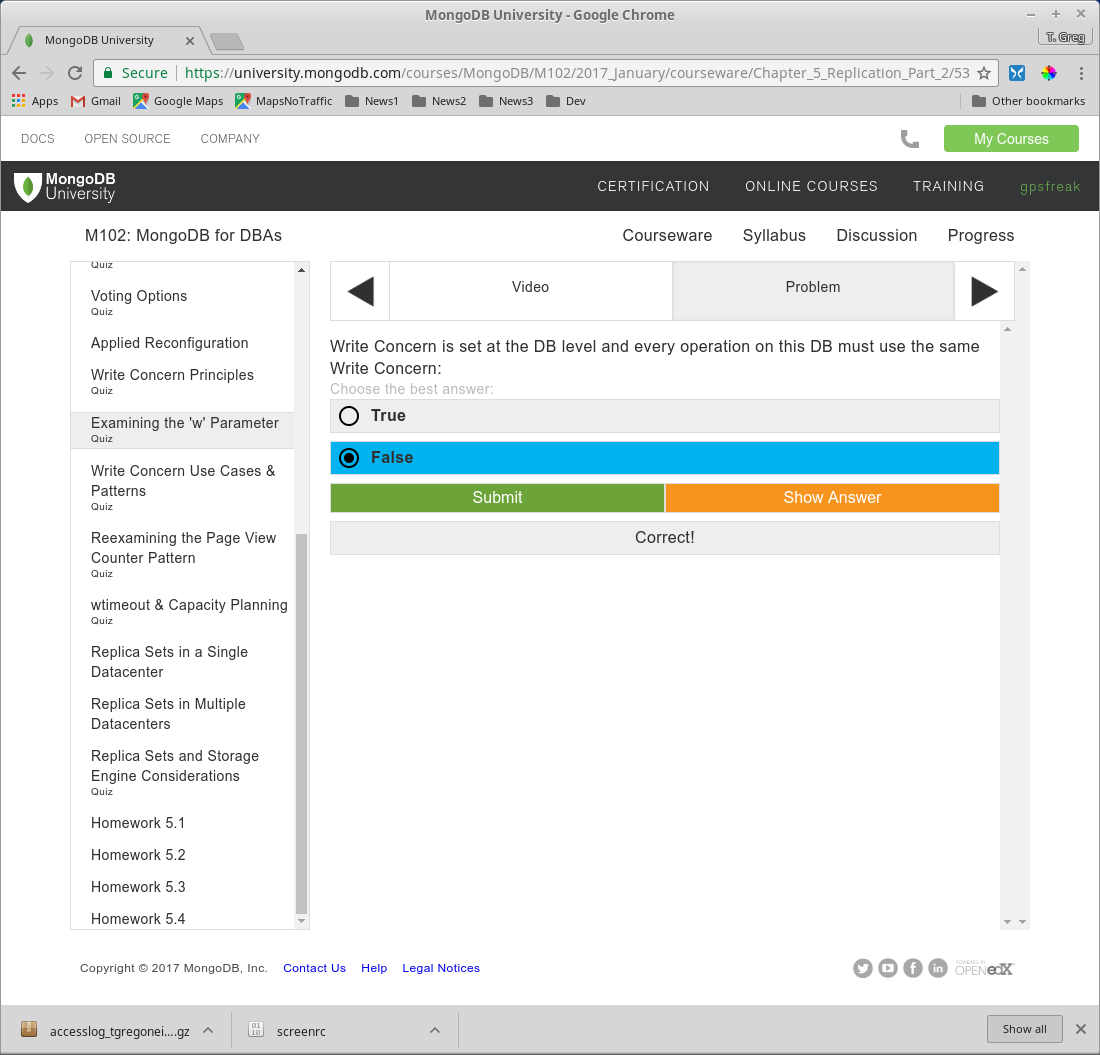 MongoDB University - Google Chrome
MongoDB University
T. Greg
Secure
https://university.mongodb.com/courses/MongoDB/M102/2017_January/courseware/Chapter_5_Replication_Part_2/53
Apps
Gmail
Google Maps
MapsNoTraffic
News1
News2
News3
Dev
Other bookmarks
DOCS
OPEN SOURCE
COMPANY
My Courses
MongoDB
University
CERTIFICATION
ONLINE COURSES
TRAINING
gpsfreak
M102: MongoDB for DBAs
Courseware
Syllabus
Discussion
Progress
Quiz
Voting Options
Quiz
Applied Reconfiguration
Write Concern Principles
Quiz
Examining the 'w' Parameter
Quiz
Write Concern Use Cases &
Patterns
Quiz
Reexamining the Page View
Counter Pattern
Quiz
wtimeout & Capacity Planning
Quiz
Replica Sets in a Single
Datacenter
Replica Sets in Multiple
Datacenters
Replica Sets and Storage
Engine Considerations
Quiz
Homework 5.1
Homework 5.2
Homework 5.3
Homework 5.4
Video
Problem
Write Concern is set at the DB level and every operation on this DB must use the same
Write Concern:
Choose the best answer:
True
False
Submit
Show Answer
Correct!
Copyright © 2017 MongoDB, Inc.
Contact Us
Help
Legal Notices
POWERED BY
OPEN edX
accesslog_tgregonei....gz
screenrc
Show all